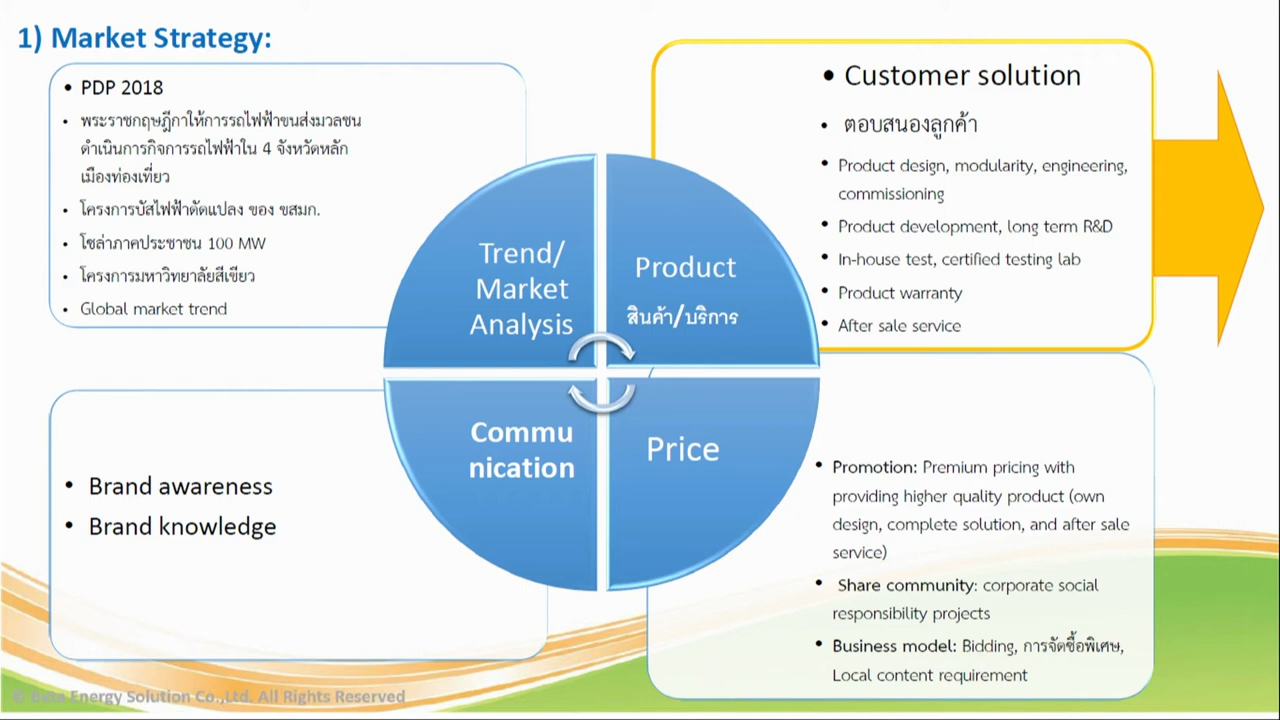 1) Market Strategy:
• PDP 2018
• พระราชกฤษฎีกาให้การรถไฟฟ้าขนส่งมวลชน
ดำเนินการกิจการรถไฟฟ้าใน 4 จังหวัดหลัก
เมืองท่องเที่ยว
• โครงการบัสไฟฟ้าดัดแปลง ของ ขสมก.
• โซล่าภาคประชาชน 100 MW
• โครงการมหาวิทยาลัยสีเขียว
• Global market trend
• Customer solution
• ตอบสนองลูกค้า
• Product design, modularity, engineering,
commissioning
• Product development, long term R&D
• In-house test, certified testing lab
• Product warranty
• After sale service
Trend/
Market
Analysis
Product
สินค้า/บริการ
Commu
nication
Price
• Brand awareness
• Brand knowledge
• Promotion: Premium pricing with
providing higher quality product (own
design, complete solution, and after sale
service)
• Share community: corporate social
responsibility projects
• Business model: Bidding, การจัดซื้อพิเศษ,
Local content requirement
© Beta Energy Solution Co.,Ltd. All Rights Reserved